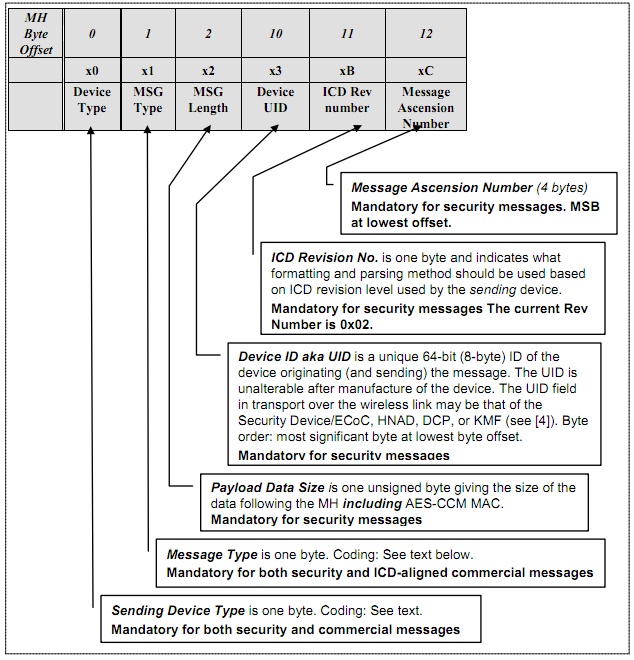 MH Byte Offset 0 1 2 10 11 12
x0 x1 x2 x3 xB xC
Device Type MSG Type MSG Length Device UID ICD Rev number Message Ascension Number
Message Ascension Number (4 bytes)
Mandatory for security messages. MSB
at lowest offset.
ICD Revision No. is one byte and indicates what
formatting and parsing method should be used based
on ICD revision level used by the sending device.
Mandatory for security messages The current Rev
Number is 0x02.
Device ID aka UID is a unique 64-bit (8-byte) ID of the
device originating (and sending) the message. The UID is
unalterable after manufacture of the device. The UID field
in transport over the wireless link may be that of the
Security Device/ECoC, HNAD, DCP, or KMF (see [4]). Byte
order: most significant byte at lowest byte offset.
Mandatory for security messages
Payload Data Size is one unsigned byte giving the size of the
data following the MH including AES-CCM MAC.
Mandatory for security messages
Message Type is one byte. Coding: See text below.
Mandatory for both security and ICD-aligned commercial messages
Sending Device Type is one byte. Coding: See text.
Mandatory for both security and commercial messages